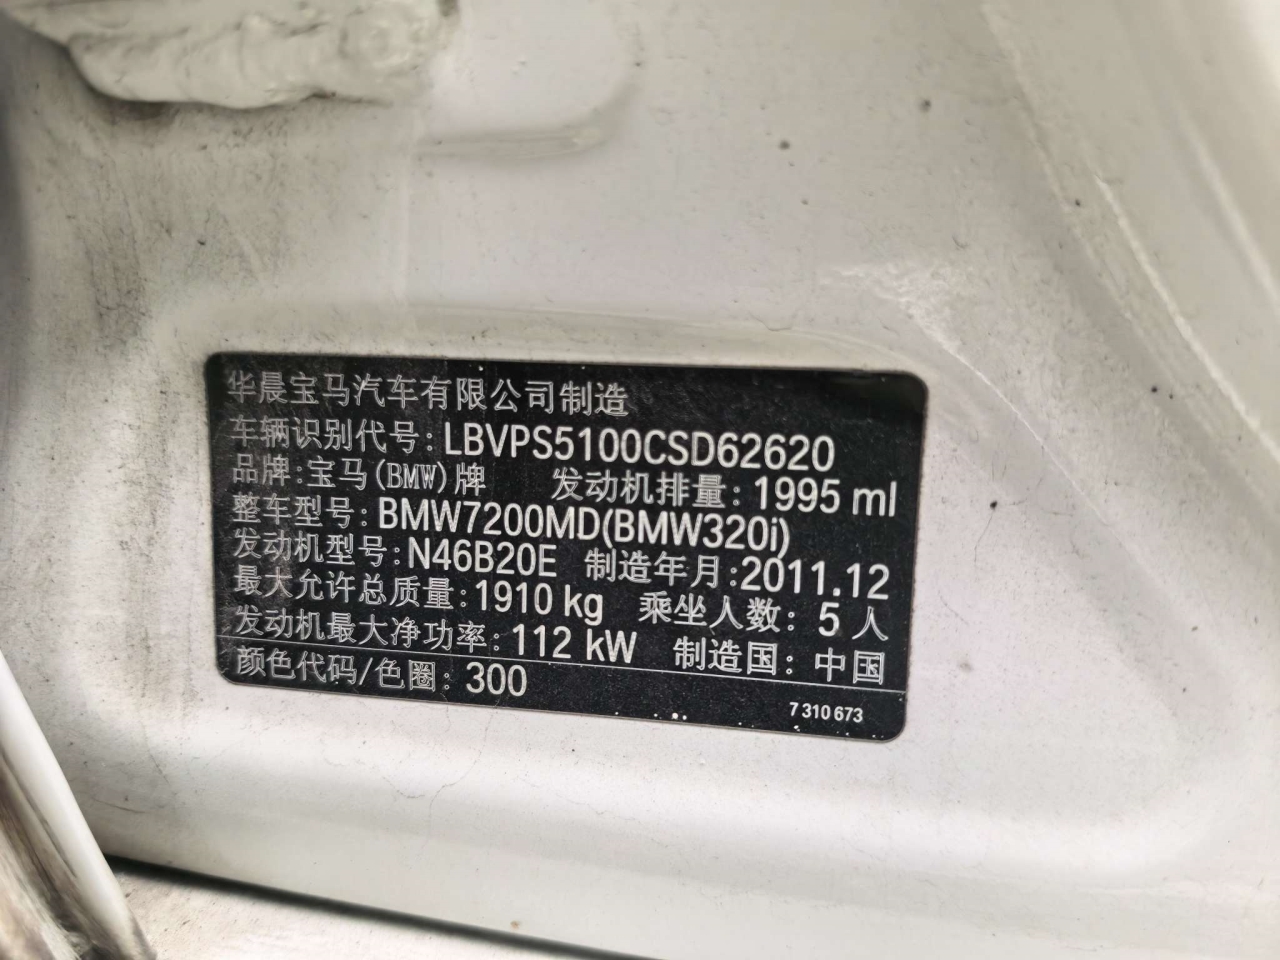 华晨宝马汽车有限公司制造
车辆识别代号: LBVPS5100CSD62620
品牌: 宝马(BMW)牌 发动机排量: 1995 ml
整车型号: BMW7200MD(BMW320i)
发动机型号: N46B20E 制造年月: 2011.12
最大允许总质量: 1910 kg 乘坐人数: 5 人
发动机最大净功率: 112 kW 制造国: 中国
颜色代码/色圈: 300
7 310 673